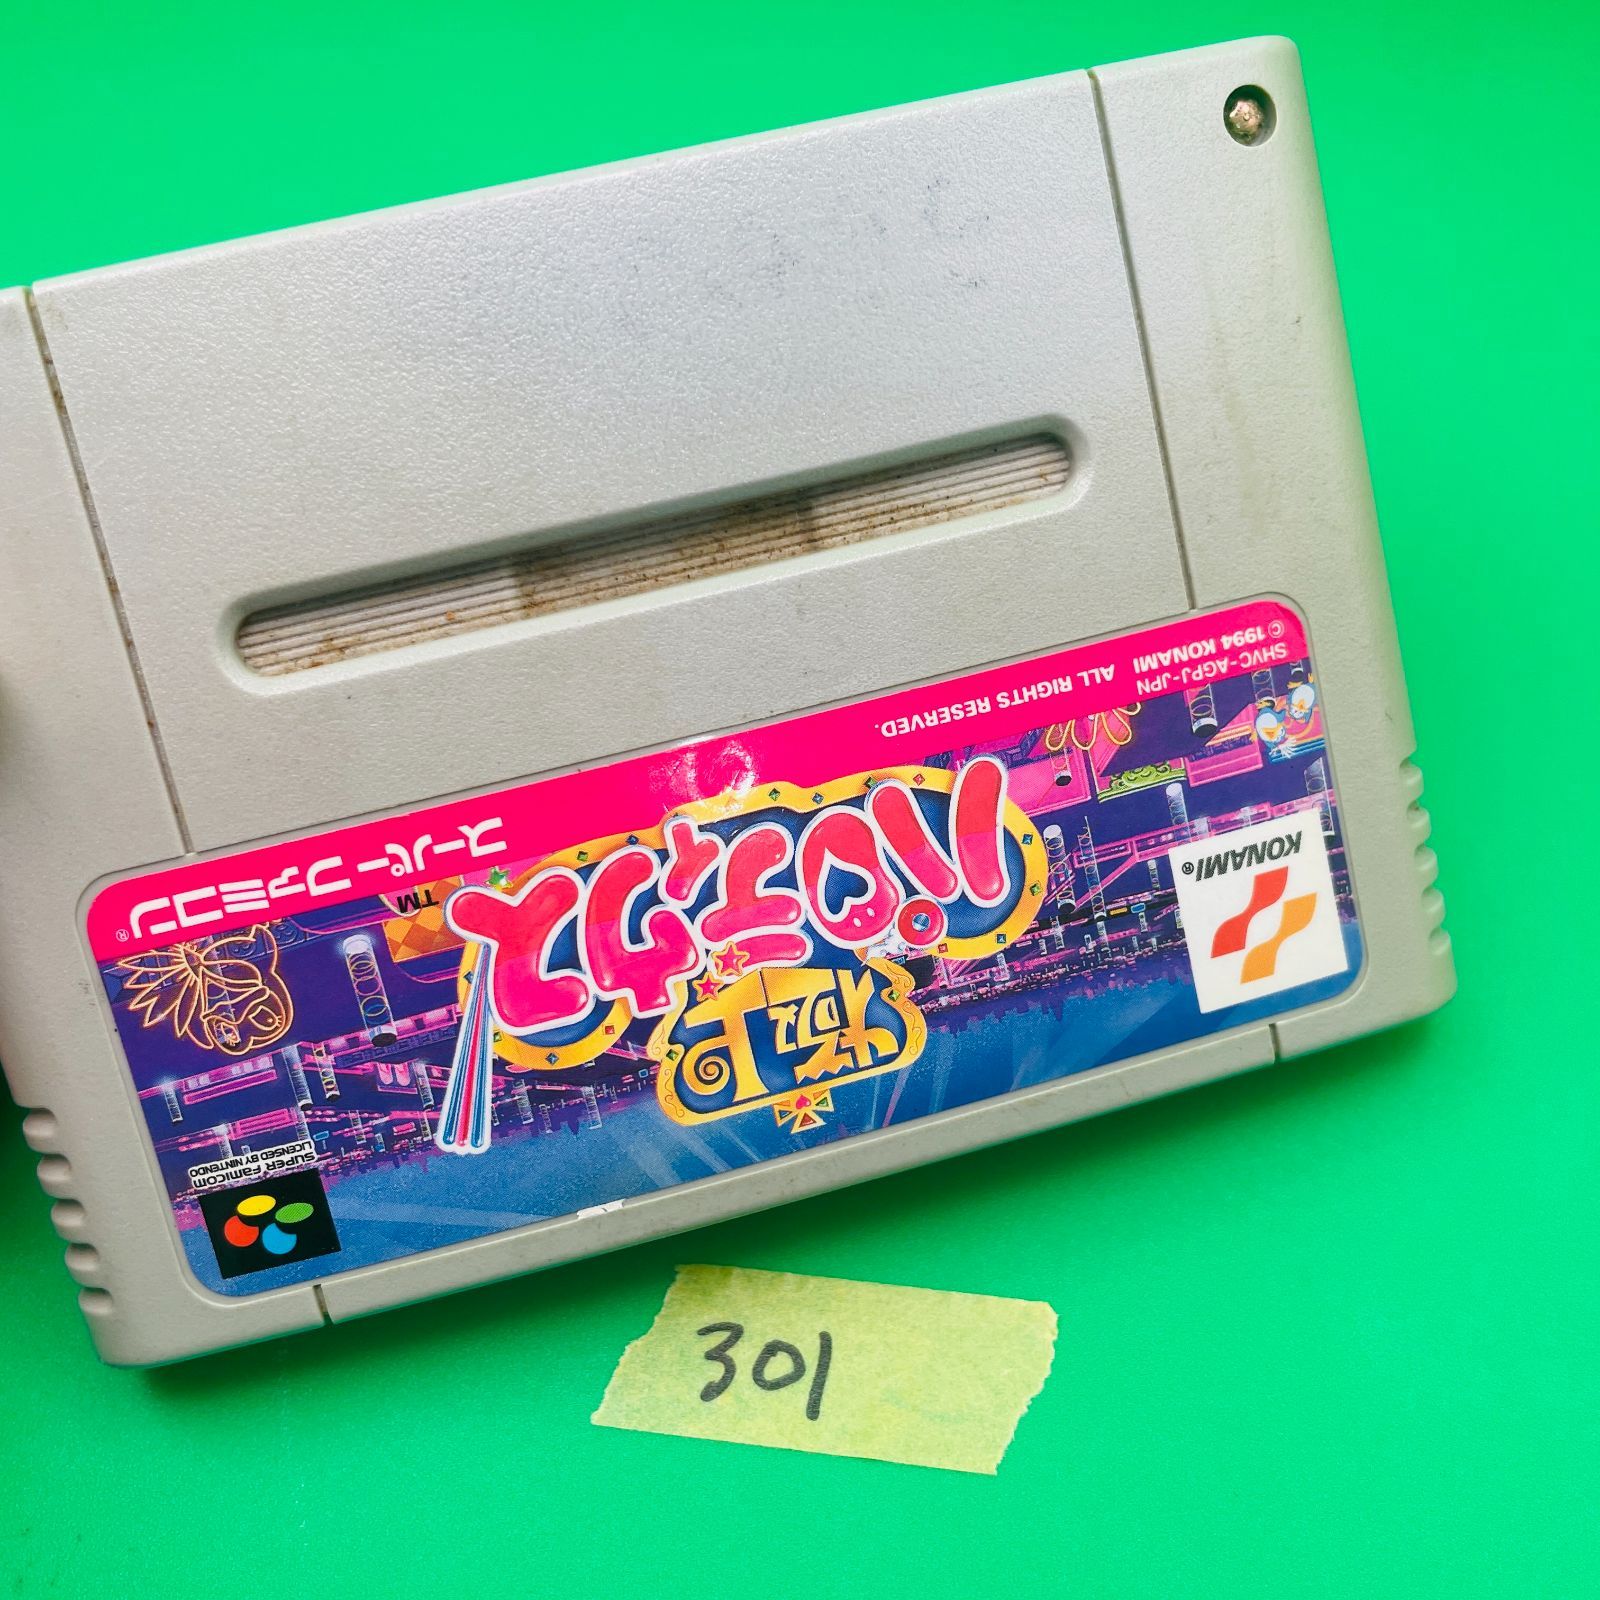 スーパーファミコン®
© 1994 KONAMI ALL RIGHTS RESERVED.
SHVC-AGPJ-JPN
極上
パロディウス
TM
KONAMI®
SUPER FAMICOM
LICENSED BY NINTENDO
301